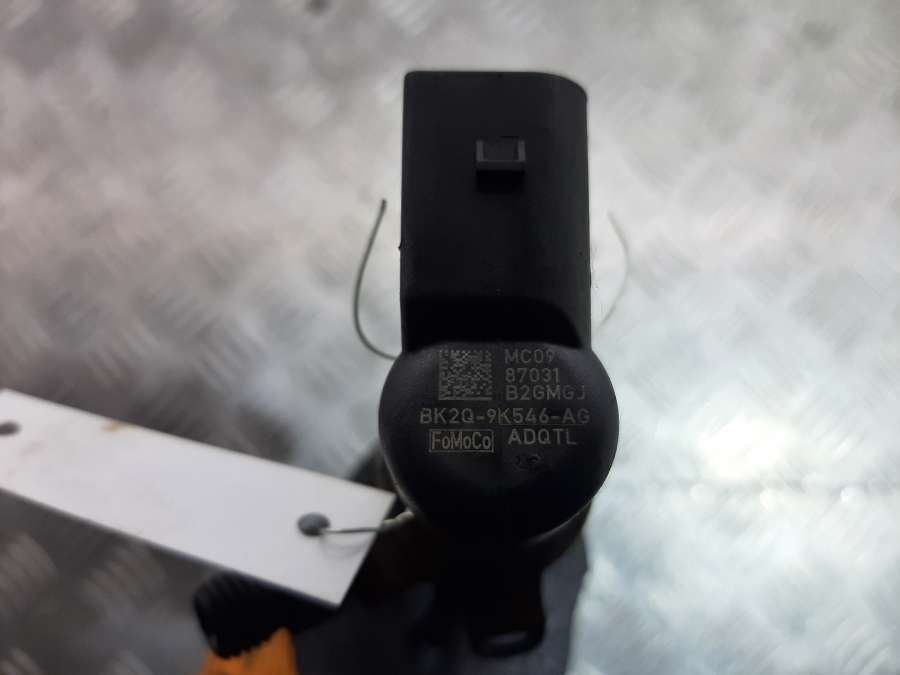 MC09
87031
B2GMGJ
BK2Q-9K546-AG
FoMoCo ADQTL